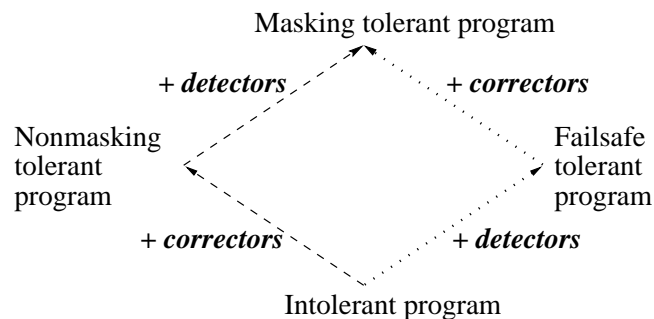 Masking tolerant program
+ detectors
+ correctors
Nonmasking
tolerant
program
Failsafe
tolerant
program
+ correctors
+ detectors
Intolerant program